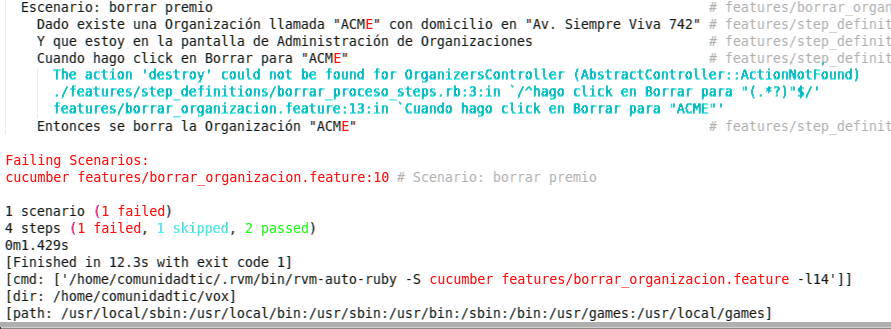 Escenario: borrar premio # features/borrar_organ
Dado existe una Organización llamada "ACME" con domicilio en "Av. Siempre Viva 742" # features/step_definit
Y que estoy en la pantalla de Administración de Organizaciones # features/step_definit
Cuando hago click en Borrar para "ACME" # features/step_definit
The action 'destroy' could not be found for OrganizersController (AbstractController::ActionNotFound)
./features/step_definitions/borrar_proceso_steps.rb:3:in `/^hago click en Borrar para "(.*?)"$/'
features/borrar_organizacion.feature:13:in `Cuando hago click en Borrar para "ACME"'
Entonces se borra la Organización "ACME" # features/step_definit
Failing Scenarios:
cucumber features/borrar_organizacion.feature:10 # Scenario: borrar premio
1 scenario (1 failed)
4 steps (1 failed, 1 skipped, 2 passed)
0m1.429s
[Finished in 12.3s with exit code 1]
[cmd: ['/home/comunidadtic/.rvm/bin/rvm-auto-ruby -S cucumber features/borrar_organizacion.feature -l14']]
[dir: /home/comunidadtic/vox]
[path: /usr/local/sbin:/usr/local/bin:/usr/sbin:/usr/bin:/sbin:/bin:/usr/games:/usr/local/games]